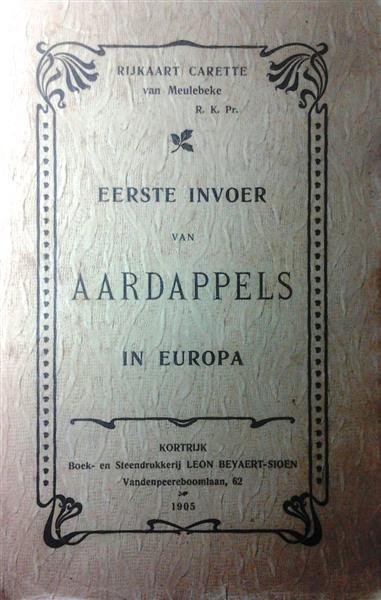 RIJKAART CARETTE
van Meulebeke
R. K. Pr.
EERSTE INVOER
VAN
AARDAPPELS
IN EUROPA
KORTRIJK
Boek- en Steendrukkerij LEON BEYAERT-SIOEN
Vandenpeereboomlaan, 62
1905